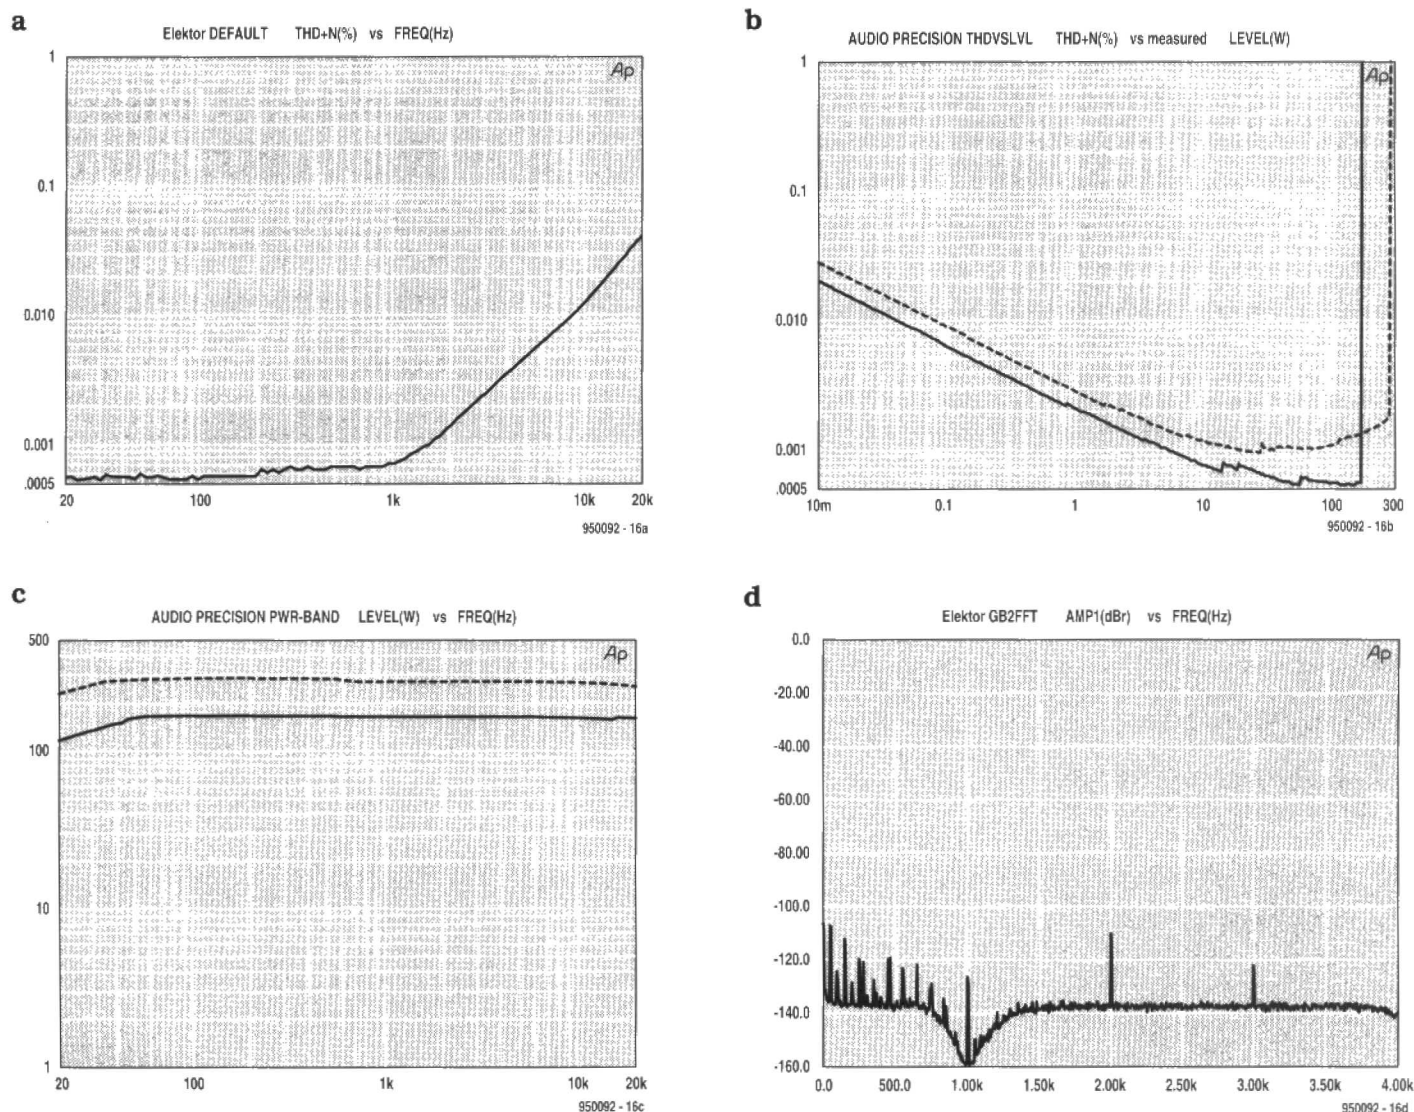 a
Elektor DEFAULT THD+N(%) vs FREQ(Hz)
1
0.1
0.010
0.001
.0005
Ap
20 100 1k 10k 20k
950092 - 16a
b
AUDIO PRECISION THDVSLVL THD+N(%) vs measured LEVEL(W)
1
0.1
0.010
0.001
.0005
Ap
10m 0.1 1 10 100 300
950092 - 16b
c
AUDIO PRECISION PWR-BAND LEVEL(W) vs FREQ(Hz)
500
100
10
1
Ap
20 100 1k 10k 20k
950092 - 16c
d
Elektor GB2FFT AMP1(dBr) vs FREQ(Hz)
0.0
-20.00
-40.00
-60.00
-80.00
-100.0
-120.0
-140.0
-160.0
Ap
0.0 500.0 1.00k 1.50k 2.00k 2.50k 3.00k 3.50k 4.00k
950092 - 16d